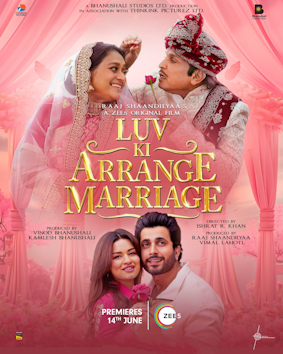 A BHANUSHALI STUDIOS LTD. PRODUCTION
IN ASSOCIATION WITH THINKINK PICTUREZ LTD.
RAAJ SHAANDILYAA
A ZEE5 ORIGINAL FILM
LUV
KI
ARRANGE
MARRIAGE
PRODUCED BY
VINOD BHANUSHALI
KAMLESH BHANUSHALI
DIRECTED BY
ISHRAT R. KHAN
PRODUCED BY
RAAJ SHAANDILYAA
VIMAL LAHOTI
PREMIERES
14TH JUNE
ZEE5